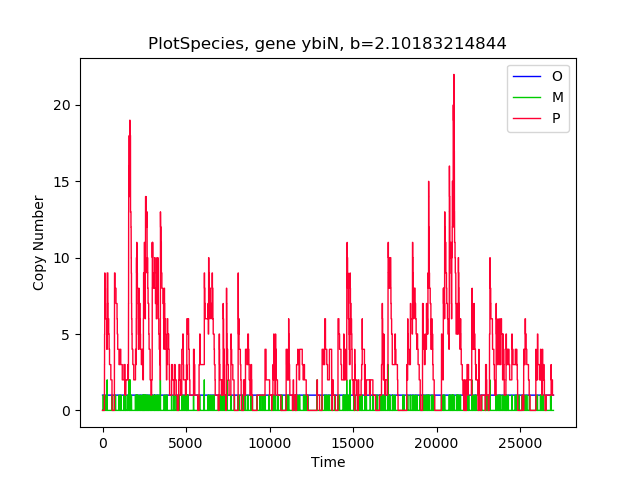 PlotSpecies, gene ybiN, b=2.10183214844
O
M
P
20
15
10
5
0
Copy Number
0 5000 10000 15000 20000 25000
Time